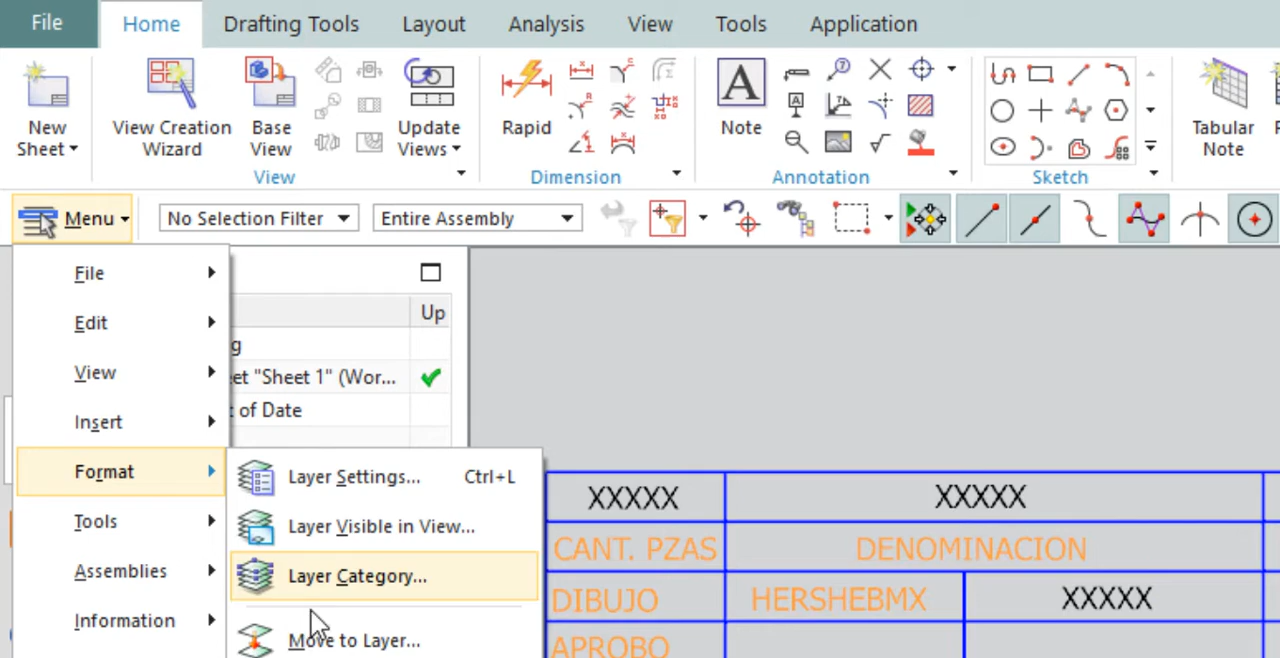 File Home Drafting Tools Layout Analysis View Tools Application
New Sheet
View Creation Wizard
Base View
Update Views
Rapid
Note
Tabular Note
View Dimension Annotation Sketch
Menu No Selection Filter Entire Assembly
File
Edit
View
Insert
Format
Tools
Assemblies
Information
Up
"Sheet 1" (Wor...
of Date
Layer Settings... Ctrl+L
Layer Visible in View...
Layer Category...
Move to Layer...
XXXXX XXXXX
CANT. PZAS DENOMINACION
DIBUJO HERSHEBMX XXXXX
APROBO